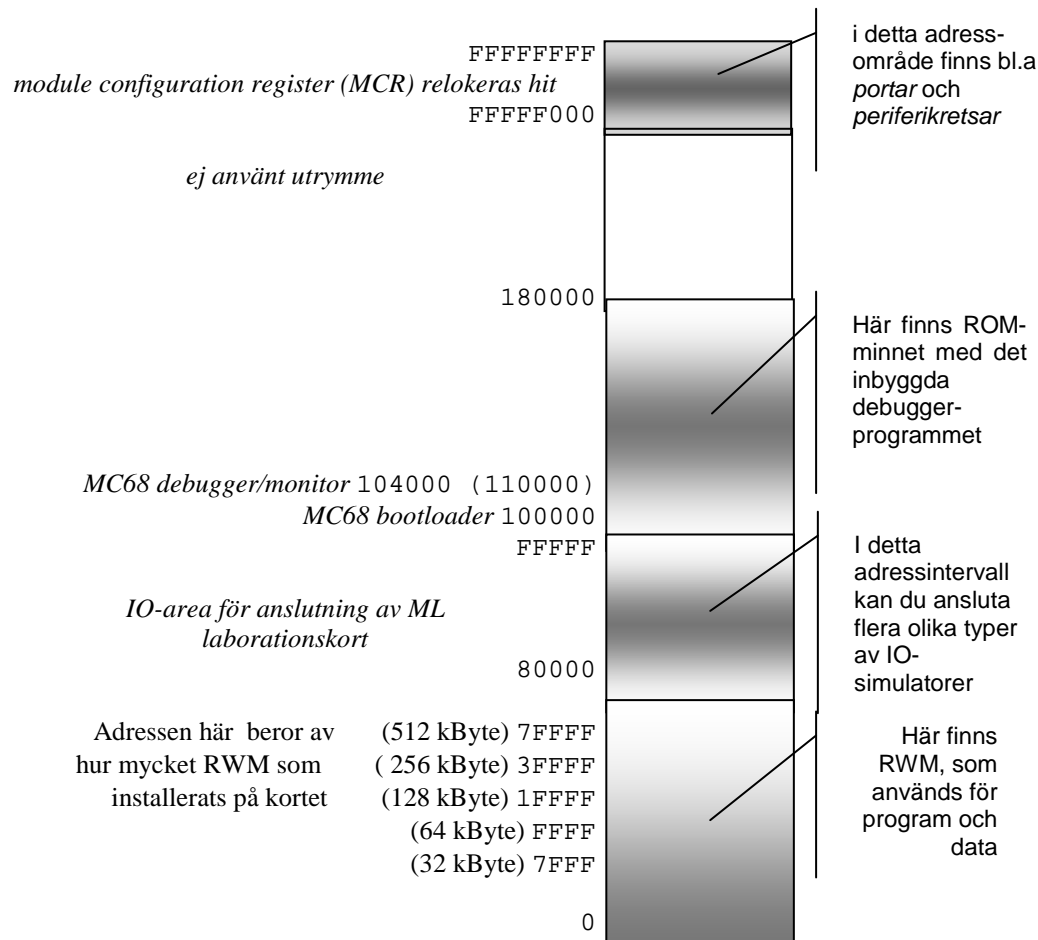 FFFFFFFF
module configuration register (MCR) relokeras hit
FFFFF000
i detta adress-
område finns bl.a
portar och
periferikretsar
ej använt utrymme
180000
Här finns ROM-
minnet med det
inbyggda
debugger-
programmet
MC68 debugger/monitor 104000 (110000)
MC68 bootloader 100000
FFFFF
IO-area för anslutning av ML
laborationskort
80000
I detta
adressintervall
kan du ansluta
flera olika typer
av IO-
simulatorer
Adressen här beror av (512 kByte) 7FFFF
hur mycket RWM som ( 256 kByte) 3FFFF
installerats på kortet (128 kByte) 1FFFF
(64 kByte) FFFF
(32 kByte) 7FFF
0
Här finns
RWM, som
används för
program och
data